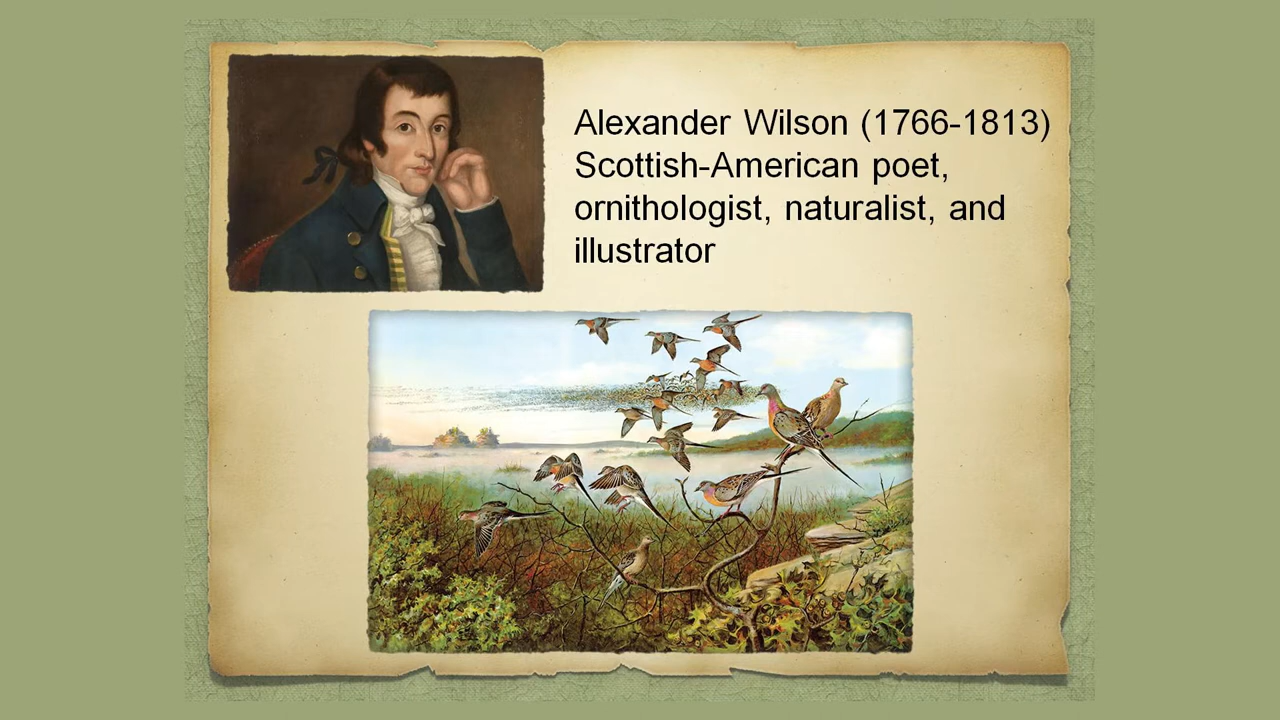 Alexander Wilson (1766-1813)
Scottish-American poet,
ornithologist, naturalist, and
illustrator